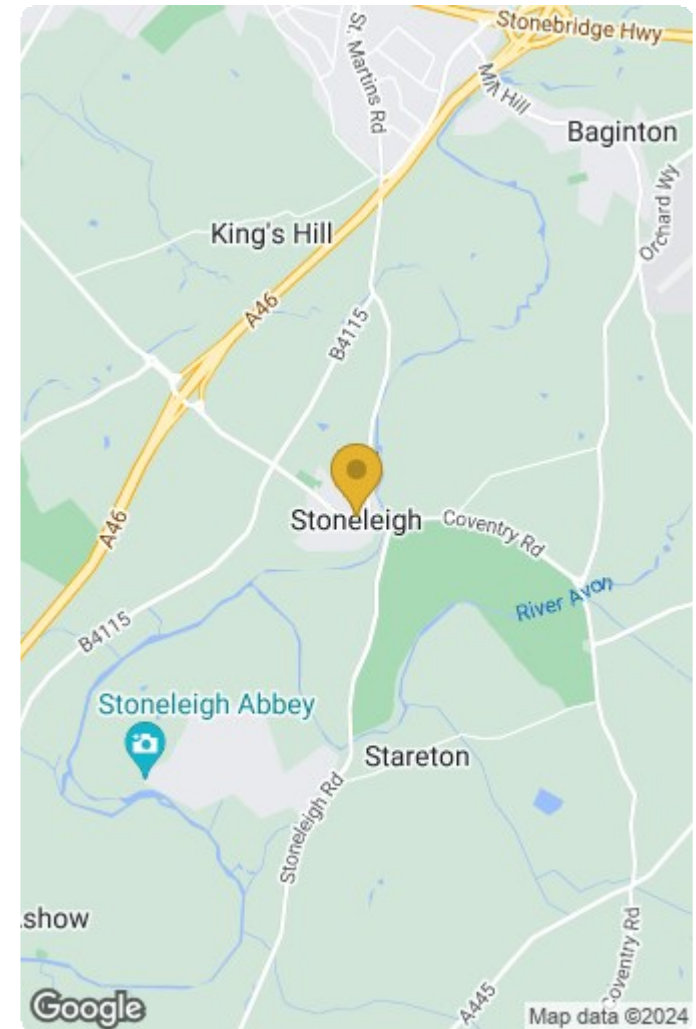 Stonebridge Hwy
St. Martins Rd
Mill Hill
Baginton
Orchard Wy
King's Hill
A46
B4115
Stoneleigh
Coventry Rd
A46
River Avon
B4115
Stoneleigh Abbey
Stareton
Stoneleigh Rd
show
Coventry Rd
A445
Google
Map data ©2024